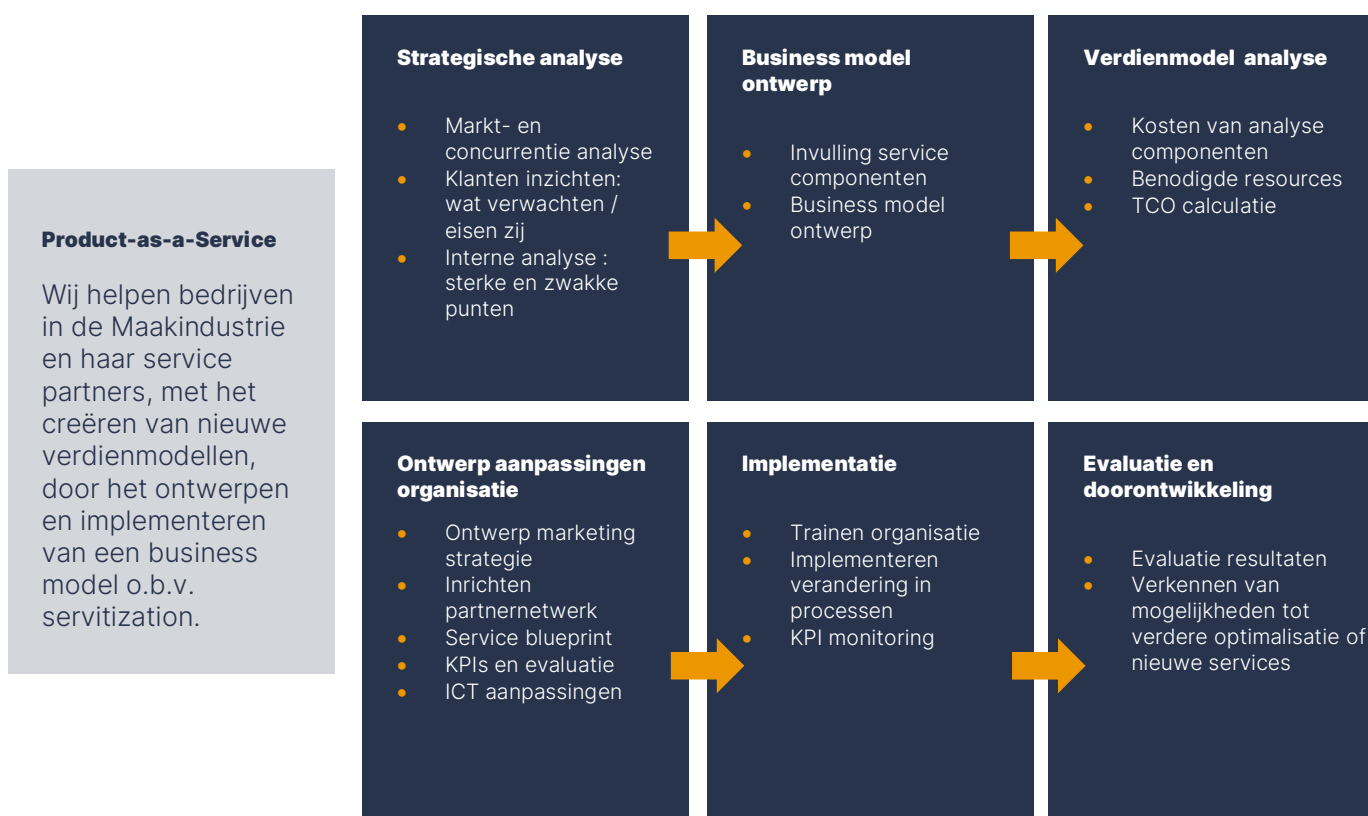 Product-as-a-Service
Wij helpen bedrijven
in de Maakindustrie
en haar service
partners, met het
creëren van nieuwe
verdienmodellen,
door het ontwerpen
en implementeren
van een business
model o.b.v.
servitization.
Strategische analyse
• Markt- en
concurrentie analyse
• Klanten inzichten:
wat verwachten /
eisen zij
• Interne analyse :
sterke en zwakke
punten
Business model
ontwerp
• Invulling service
componenten
• Business model
ontwerp
Verdienmodel analyse
• Kosten van analyse
componenten
• Benodigde resources
• TCO calculatie
Ontwerp aanpassingen
organisatie
• Ontwerp marketing
strategie
• Inrichten
partnernetwerk
• Service blueprint
• KPIs en evaluatie
• ICT aanpassingen
Implementatie
• Trainen organisatie
• Implementeren
verandering in
processen
• KPI monitoring
Evaluatie en
doorontwikkeling
• Evaluatie resultaten
• Verkennen van
mogelijkheden tot
verdere optimalisatie of
nieuwe services